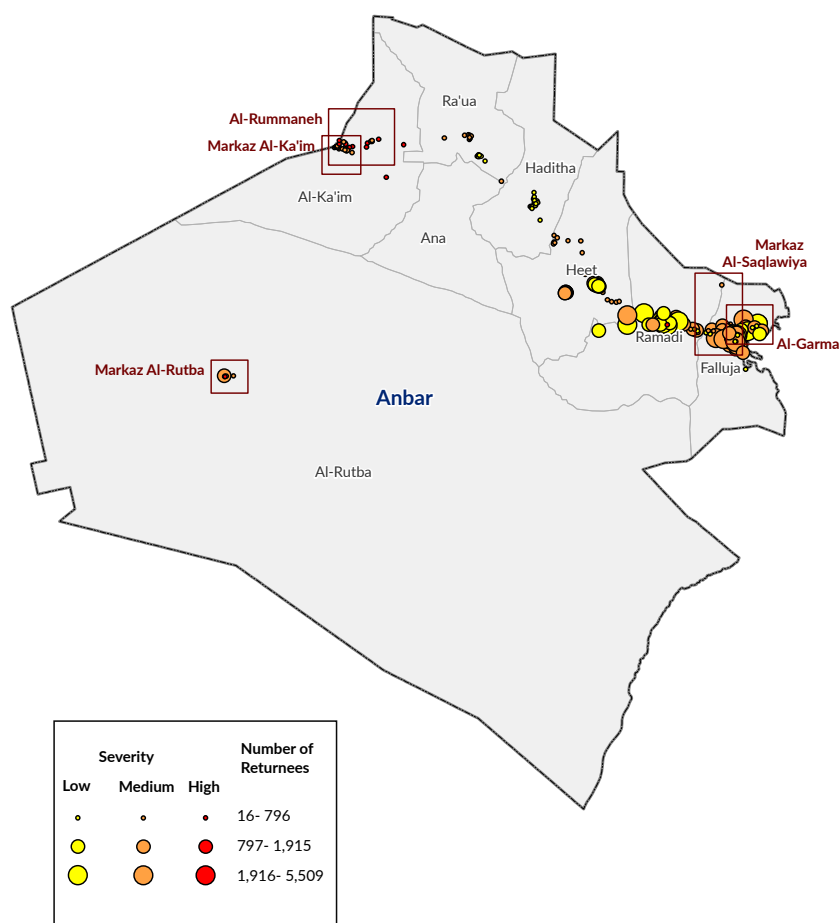 Ra'ua
Al-Rummaneh
Markaz Al-Ka'im
Haditha
Al-Ka'im
Ana
Markaz
Al-Saqlawiya
Heet
Ramadi
Al-Garma
Markaz Al-Rutba
Falluja
Anbar
Al-Rutba
Severity
Number of
Returnees
Low Medium High
16- 796
797- 1,915
1,916- 5,509